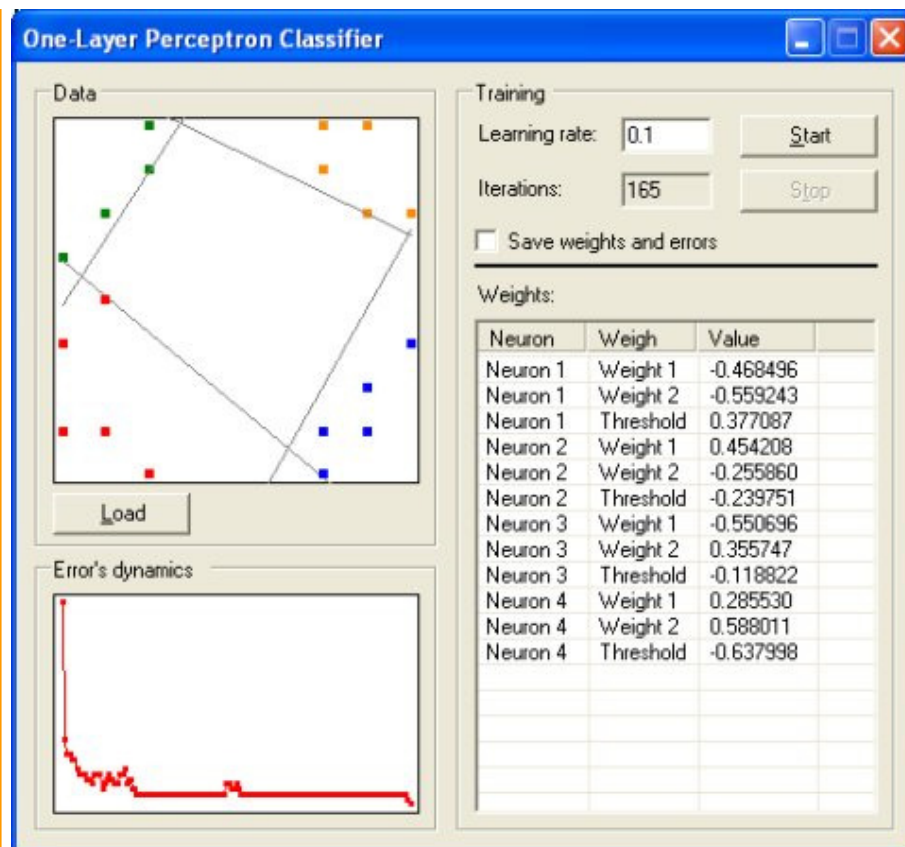 One-Layer Perceptron Classifier
Data
Load
Error's dynamics
Training
Learning rate: 0.1 Start
Iterations: 165 Stop
Save weights and errors
Weights:
Neuron Weigh Value
Neuron 1 Weight 1 -0.468496
Neuron 1 Weight 2 -0.559243
Neuron 1 Threshold 0.377087
Neuron 2 Weight 1 0.454208
Neuron 2 Weight 2 -0.255860
Neuron 2 Threshold -0.239751
Neuron 3 Weight 1 -0.550696
Neuron 3 Weight 2 0.355747
Neuron 3 Threshold -0.118822
Neuron 4 Weight 1 0.285530
Neuron 4 Weight 2 0.588011
Neuron 4 Threshold -0.637998